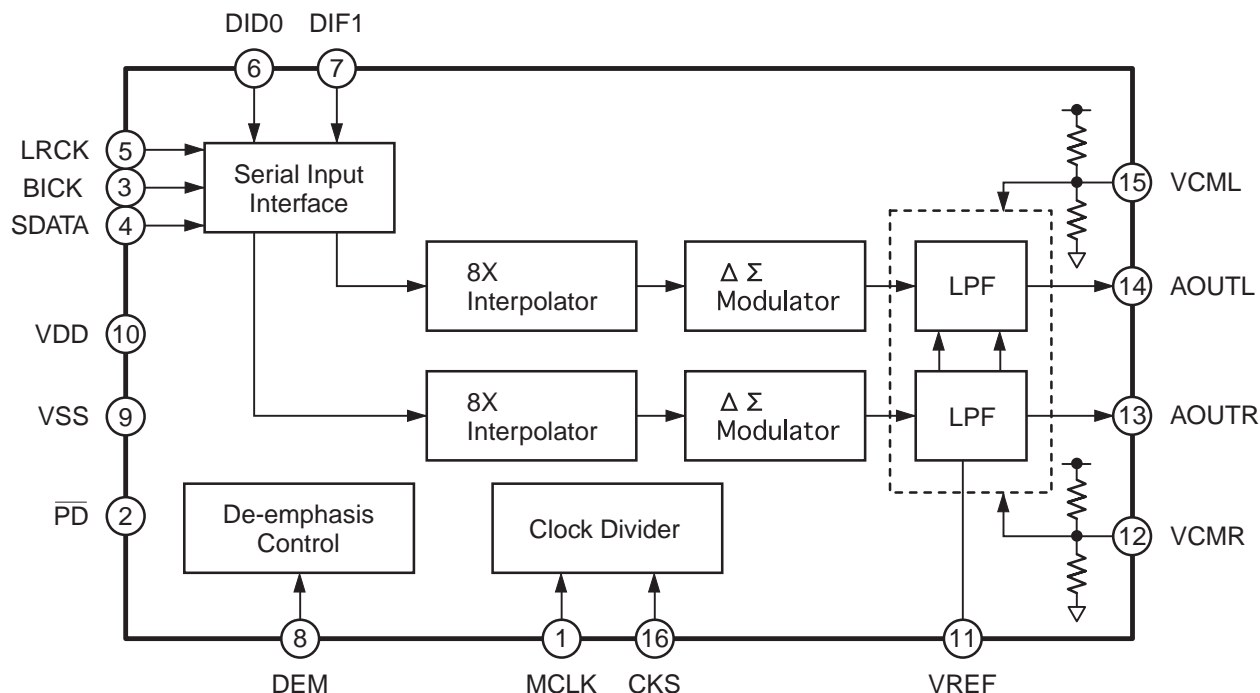 DID0 DIF1
6 7
LRCK 5
BICK 3
SDATA 4
Serial Input
Interface
15 VCML
8X
Interpolator
Δ Σ
Modulator
LPF
14 AOUTL
VDD 10
VSS 9
8X
Interpolator
Δ Σ
Modulator
LPF
13 AOUTR
PD 2
De-emphasis
Control
Clock Divider
12 VCMR
8 1 16 11
DEM MCLK CKS VREF